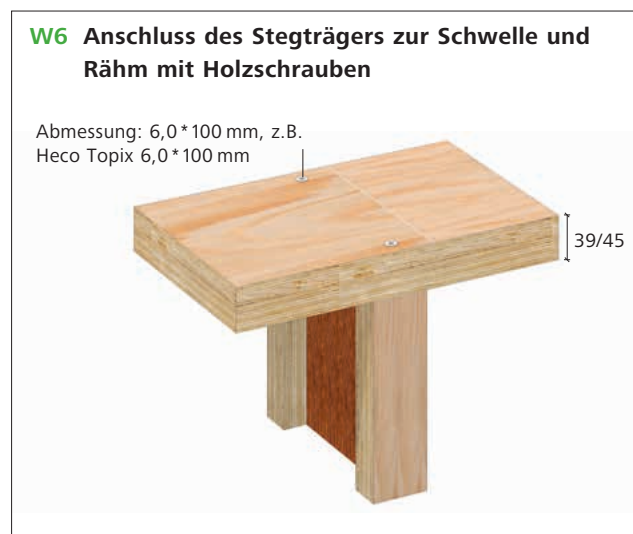 W6 Anschluss des Stegträgers zur Schwelle und
Rähm mit Holzschrauben
Abmessung: 6,0*100 mm, z.B.
Heco Topix 6,0*100 mm
39/45